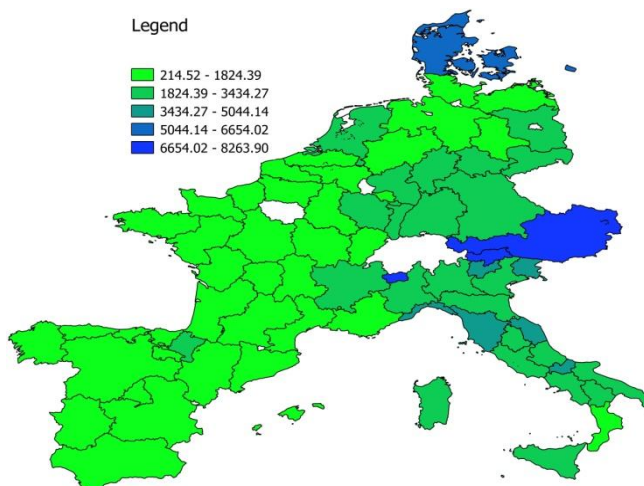 Legend
214.52 - 1824.39
1824.39 - 3434.27
3434.27 - 5044.14
5044.14 - 6654.02
6654.02 - 8263.90